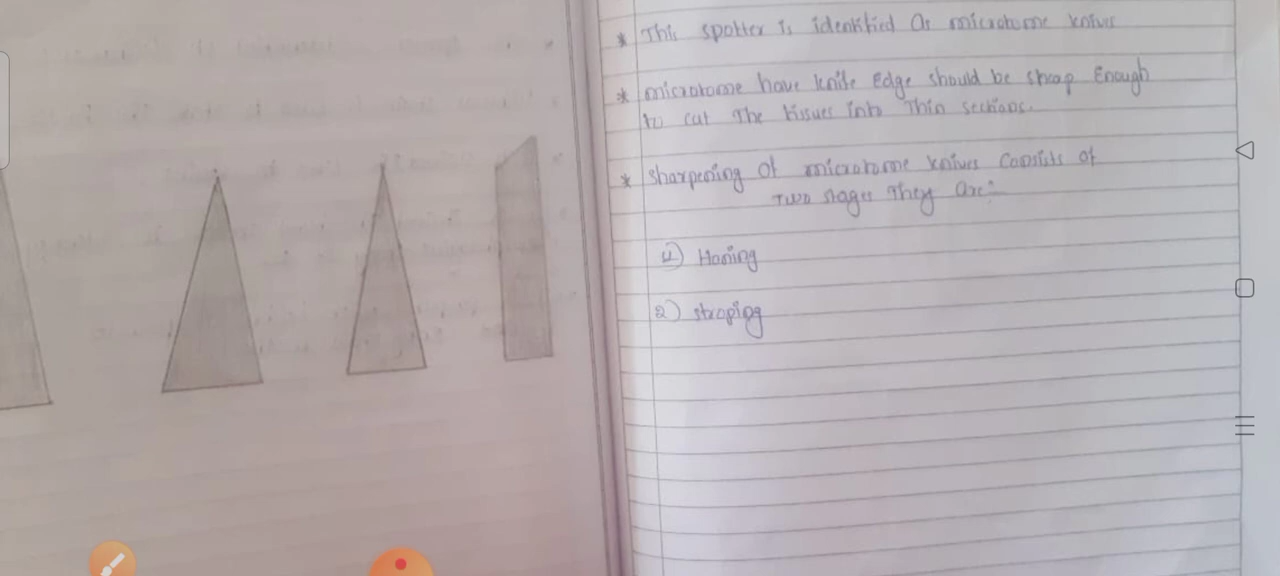 * This spotter is identified as microtome knives
* microtome have knife Edge should be sharp Enough
to cut The tissues into Thin sections.
* sharpening of microtome knives consists of
Two stages They are:
1) Honing
2) stroping